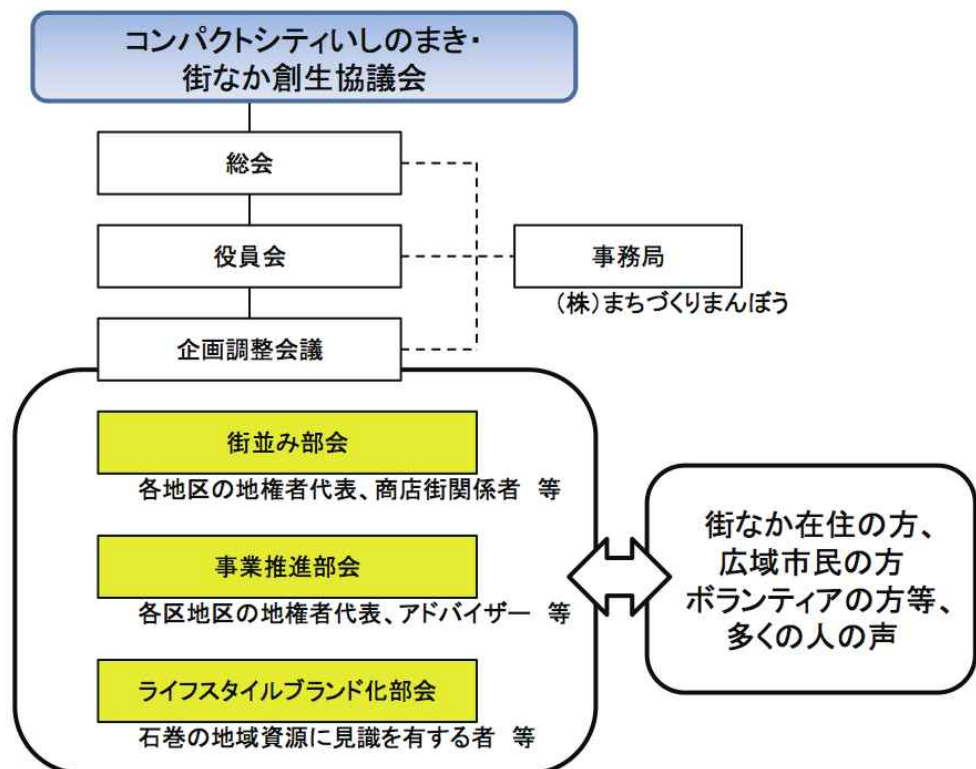 コンパクトシティいしのまき・
街なか創生協議会
総会
役員会
事務局
(株)まちづくりまんぼう
企画調整会議
街並み部会
各地区の地権者代表、商店街関係者 等
事業推進部会
各区地区の地権者代表、アドバイザー 等
ライフスタイルブランド化部会
石巻の地域資源に見識を有する者 等
街なか在住の方、
広域市民の方
ボランティアの方等、
多くの人の声